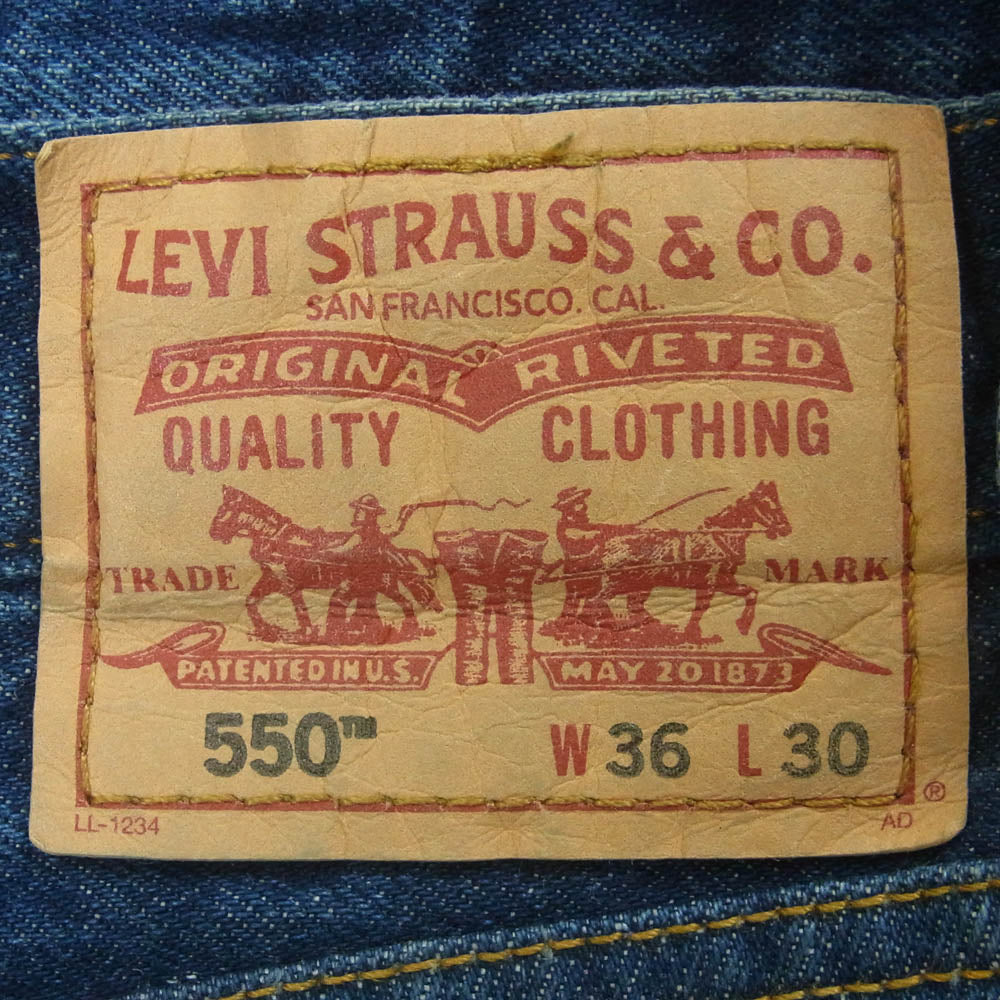 LEVI STRAUSS & CO.
SAN FRANCISCO. CAL.
ORIGINAL RIVETED
QUALITY CLOTHING
TRADE MARK
PATENTED IN U.S. MAY 20 1873
550™ W 36 L 30
LL-1234 AD ®